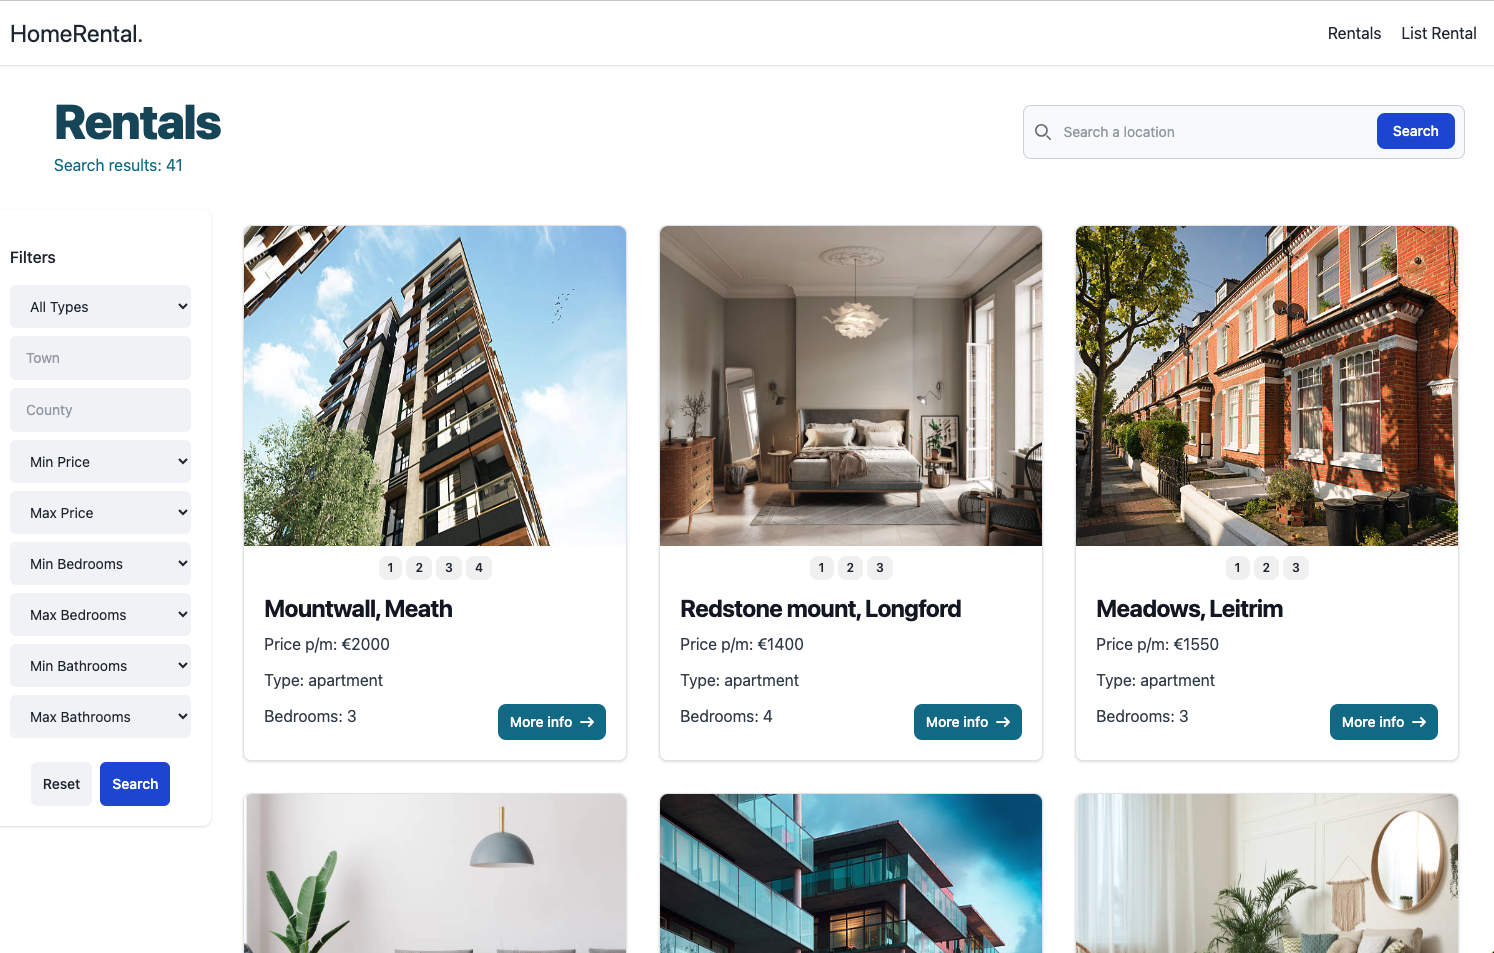 HomeRental.
Rentals List Rental
Rentals
Search results: 41
Search a location
Search
Filters
All Types
Town
County
Min Price
Max Price
Min Bedrooms
Max Bedrooms
Min Bathrooms
Max Bathrooms
Reset Search
1 2 3 4
Mountwall, Meath
Price p/m: €2000
Type: apartment
Bedrooms: 3
More info →
1 2 3
Redstone mount, Longford
Price p/m: €1400
Type: apartment
Bedrooms: 4
More info →
1 2 3
Meadows, Leitrim
Price p/m: €1550
Type: apartment
Bedrooms: 3
More info →